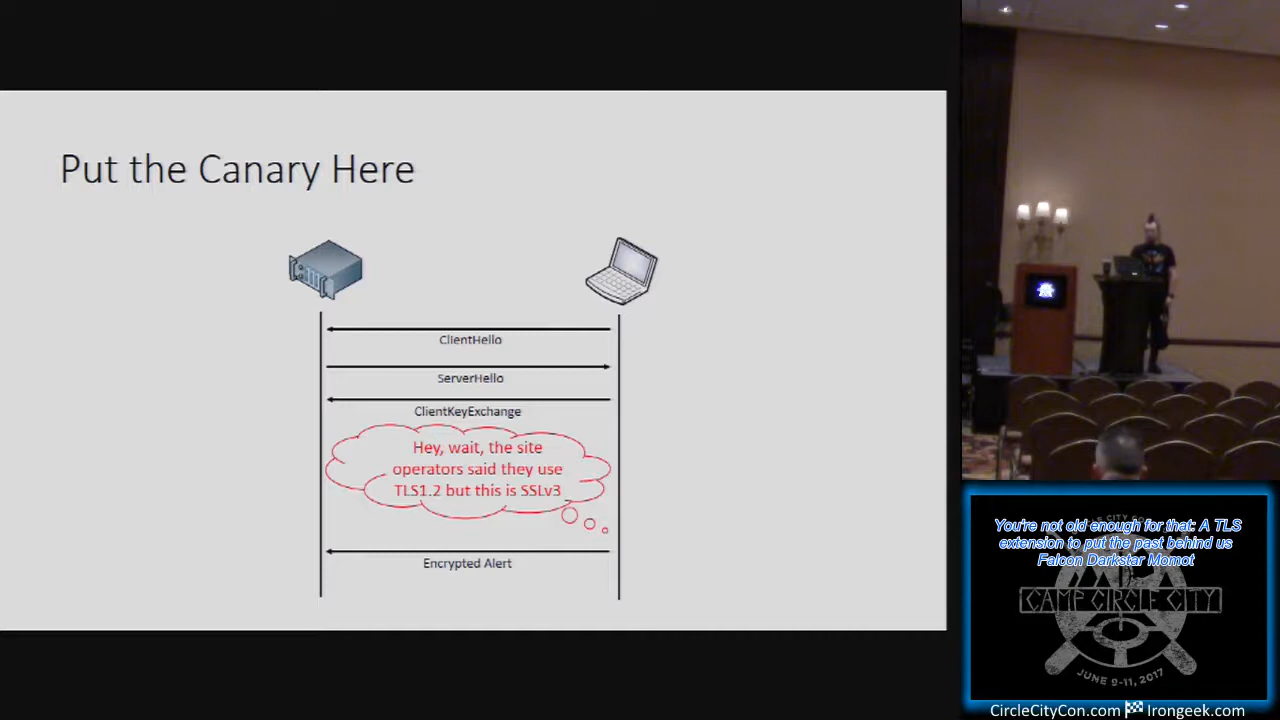 Put the Canary Here
ClientHello
ServerHello
ClientKeyExchange
Hey, wait, the site
operators said they use
TLS1.2 but this is SSLv3
Encrypted Alert
You're not old enough for that: A TLS
extension to put the past behind us
Falcon Darkstar Momot
CAMP CIRCLE CITY
JUNE 9-11, 2017
CircleCityCon.com Irongeek.com